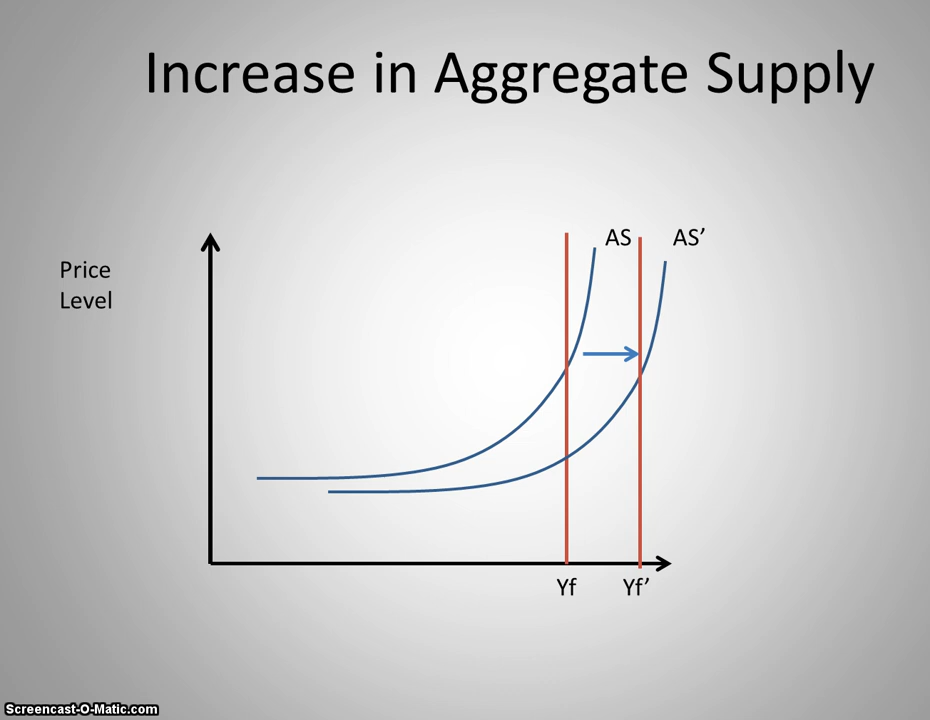 Increase in Aggregate Supply
AS
AS’
Price
Level
Yf
Yf’
Screencast-O-Matic.com